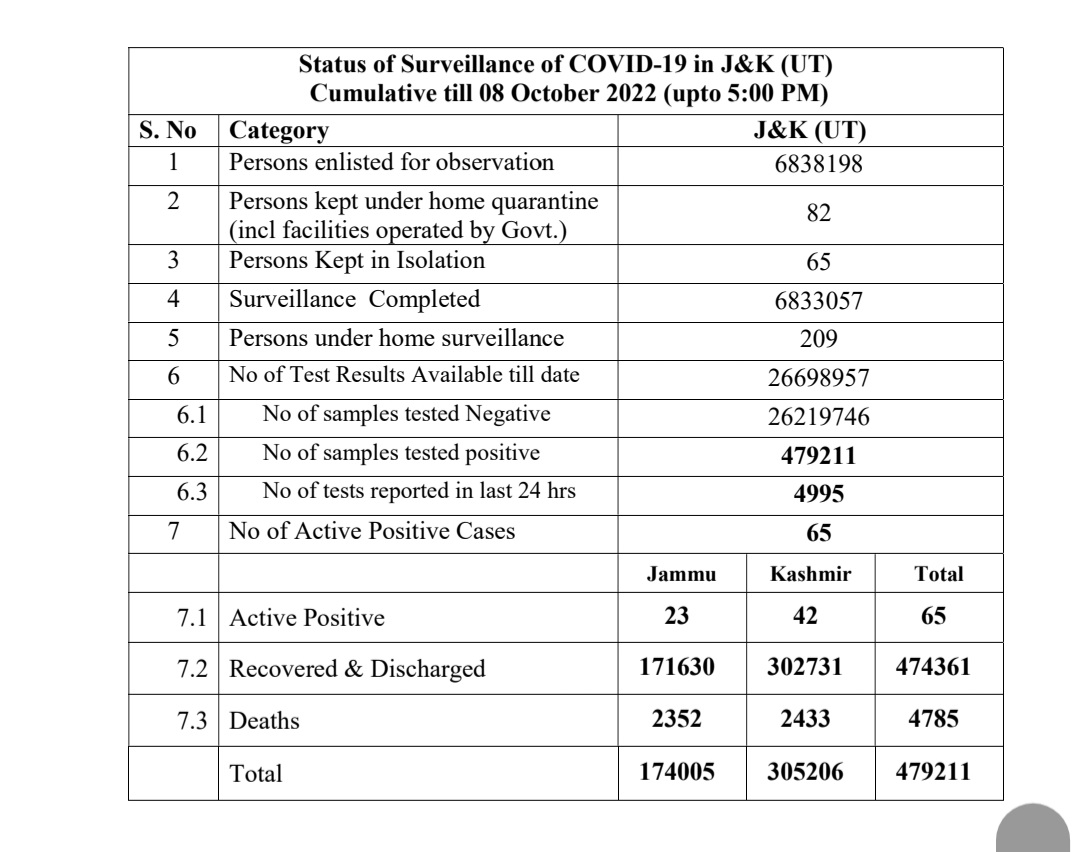 Status of Surveillance of COVID-19 in J&K (UT)
Cumulative till 08 October 2022 (upto 5:00 PM)
S. No Category J&K (UT)
1 Persons enlisted for observation 6838198
2 Persons kept under home quarantine
(incl facilities operated by Govt.) 82
3 Persons Kept in Isolation 65
4 Surveillance Completed 6833057
5 Persons under home surveillance 209
6 No of Test Results Available till date 26698957
6.1 No of samples tested Negative 26219746
6.2 No of samples tested positive 479211
6.3 No of tests reported in last 24 hrs 4995
7 No of Active Positive Cases 65
Jammu Kashmir Total
7.1 Active Positive 23 42 65
7.2 Recovered & Discharged 171630 302731 474361
7.3 Deaths 2352 2433 4785
Total 174005 305206 479211